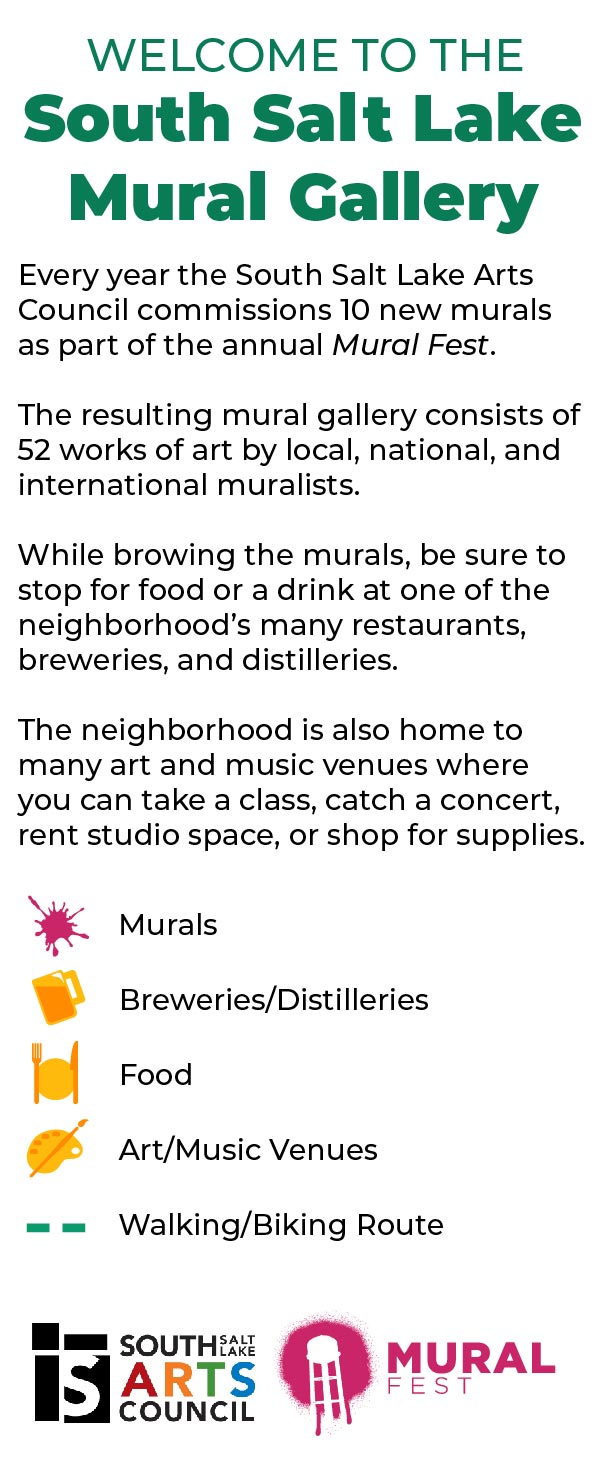 WELCOME TO THE
South Salt Lake
Mural Gallery
Every year the South Salt Lake Arts
Council commissions 10 new murals
as part of the annual Mural Fest.
The resulting mural gallery consists of
52 works of art by local, national, and
international muralists.
While browing the murals, be sure to
stop for food or a drink at one of the
neighborhood’s many restaurants,
breweries, and distilleries.
The neighborhood is also home to
many art and music venues where
you can take a class, catch a concert,
rent studio space, or shop for supplies.
Murals
Breweries/Distilleries
Food
Art/Music Venues
Walking/Biking Route
SOUTH SALT LAKE
ARTS
COUNCIL
MURAL
FEST